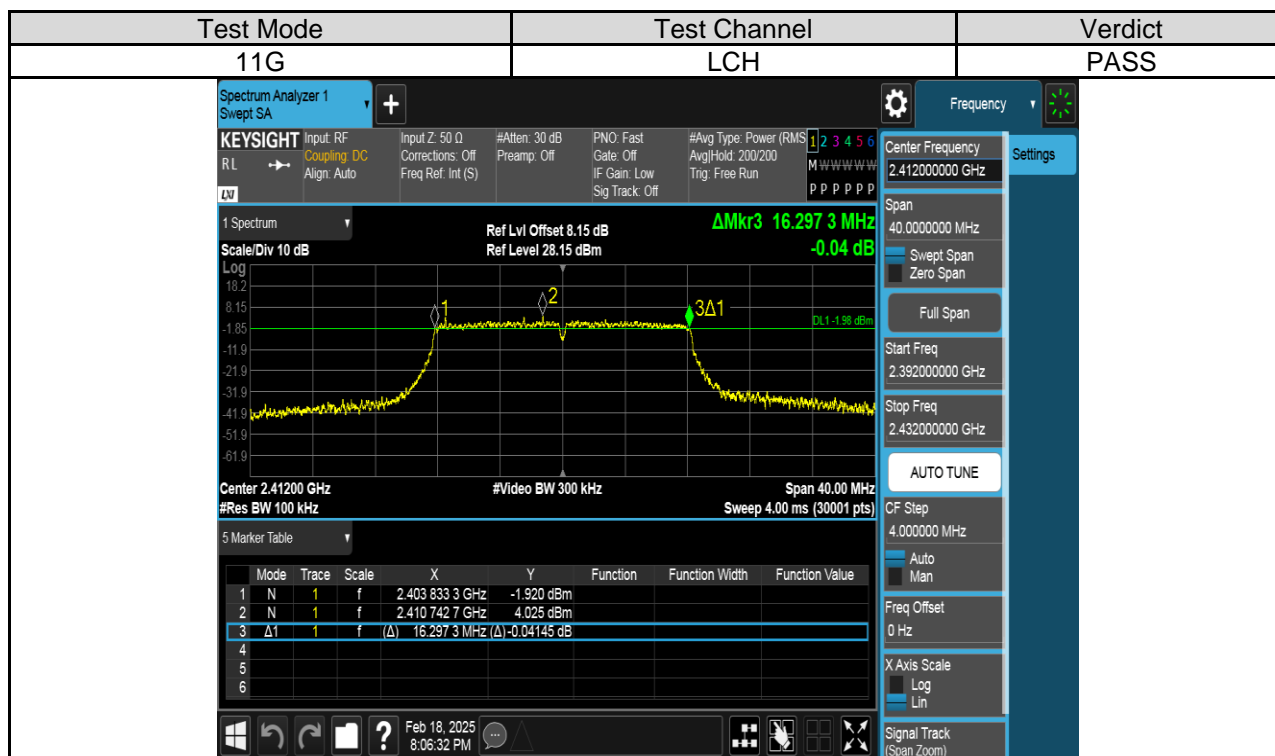 Test Mode Test Channel Verdict
11G LCH PASS
Spectrum Analyzer 1
Swept SA
+
Frequency
KEYSIGHT
R L
LXI
Input: RF
Coupling: DC
Align: Auto
Input Z: 50 Ω
Corrections: Off
Freq Ref: Int (S)
#Atten: 30 dB
Preamp: Off
PNO: Fast
Gate: Off
IF Gain: Low
Sig Track: Off
#Avg Type: Power (RMS
Avg|Hold: 200/200
Trig: Free Run
1 2 3 4 5 6
M W W W W W
P P P P P P
1 Spectrum
Scale/Div 10 dB
Ref Lvl Offset 8.15 dB
Ref Level 28.15 dBm
ΔMkr3 16.297 3 MHz
-0.04 dB
Log
18.2
8.15
-1.85
-11.9
-21.9
-31.9
-41.9
-51.9
-61.9
1
2
3Δ1
DL1 -1.98 dBm
Center 2.41200 GHz #Video BW 300 kHz Span 40.00 MHz
#Res BW 100 kHz Sweep 4.00 ms (30001 pts)
5 Marker Table
Mode Trace Scale X Y Function Function Width Function Value
1 N 1 f 2.403 833 3 GHz -1.920 dBm
2 N 1 f 2.410 742 7 GHz 4.025 dBm
3 Δ1 1 f (Δ) 16.297 3 MHz (Δ) -0.04145 dB
4
5
6
?
Feb 18, 2025
8:06:32 PM
Center Frequency
2.412000000 GHz
Settings
Span
40.0000000 MHz
Swept Span
Zero Span
Full Span
Start Freq
2.392000000 GHz
Stop Freq
2.432000000 GHz
AUTO TUNE
CF Step
4.000000 MHz
Auto
Man
Freq Offset
0 Hz
X Axis Scale
Log
Lin
Signal Track
(Span Zoom)